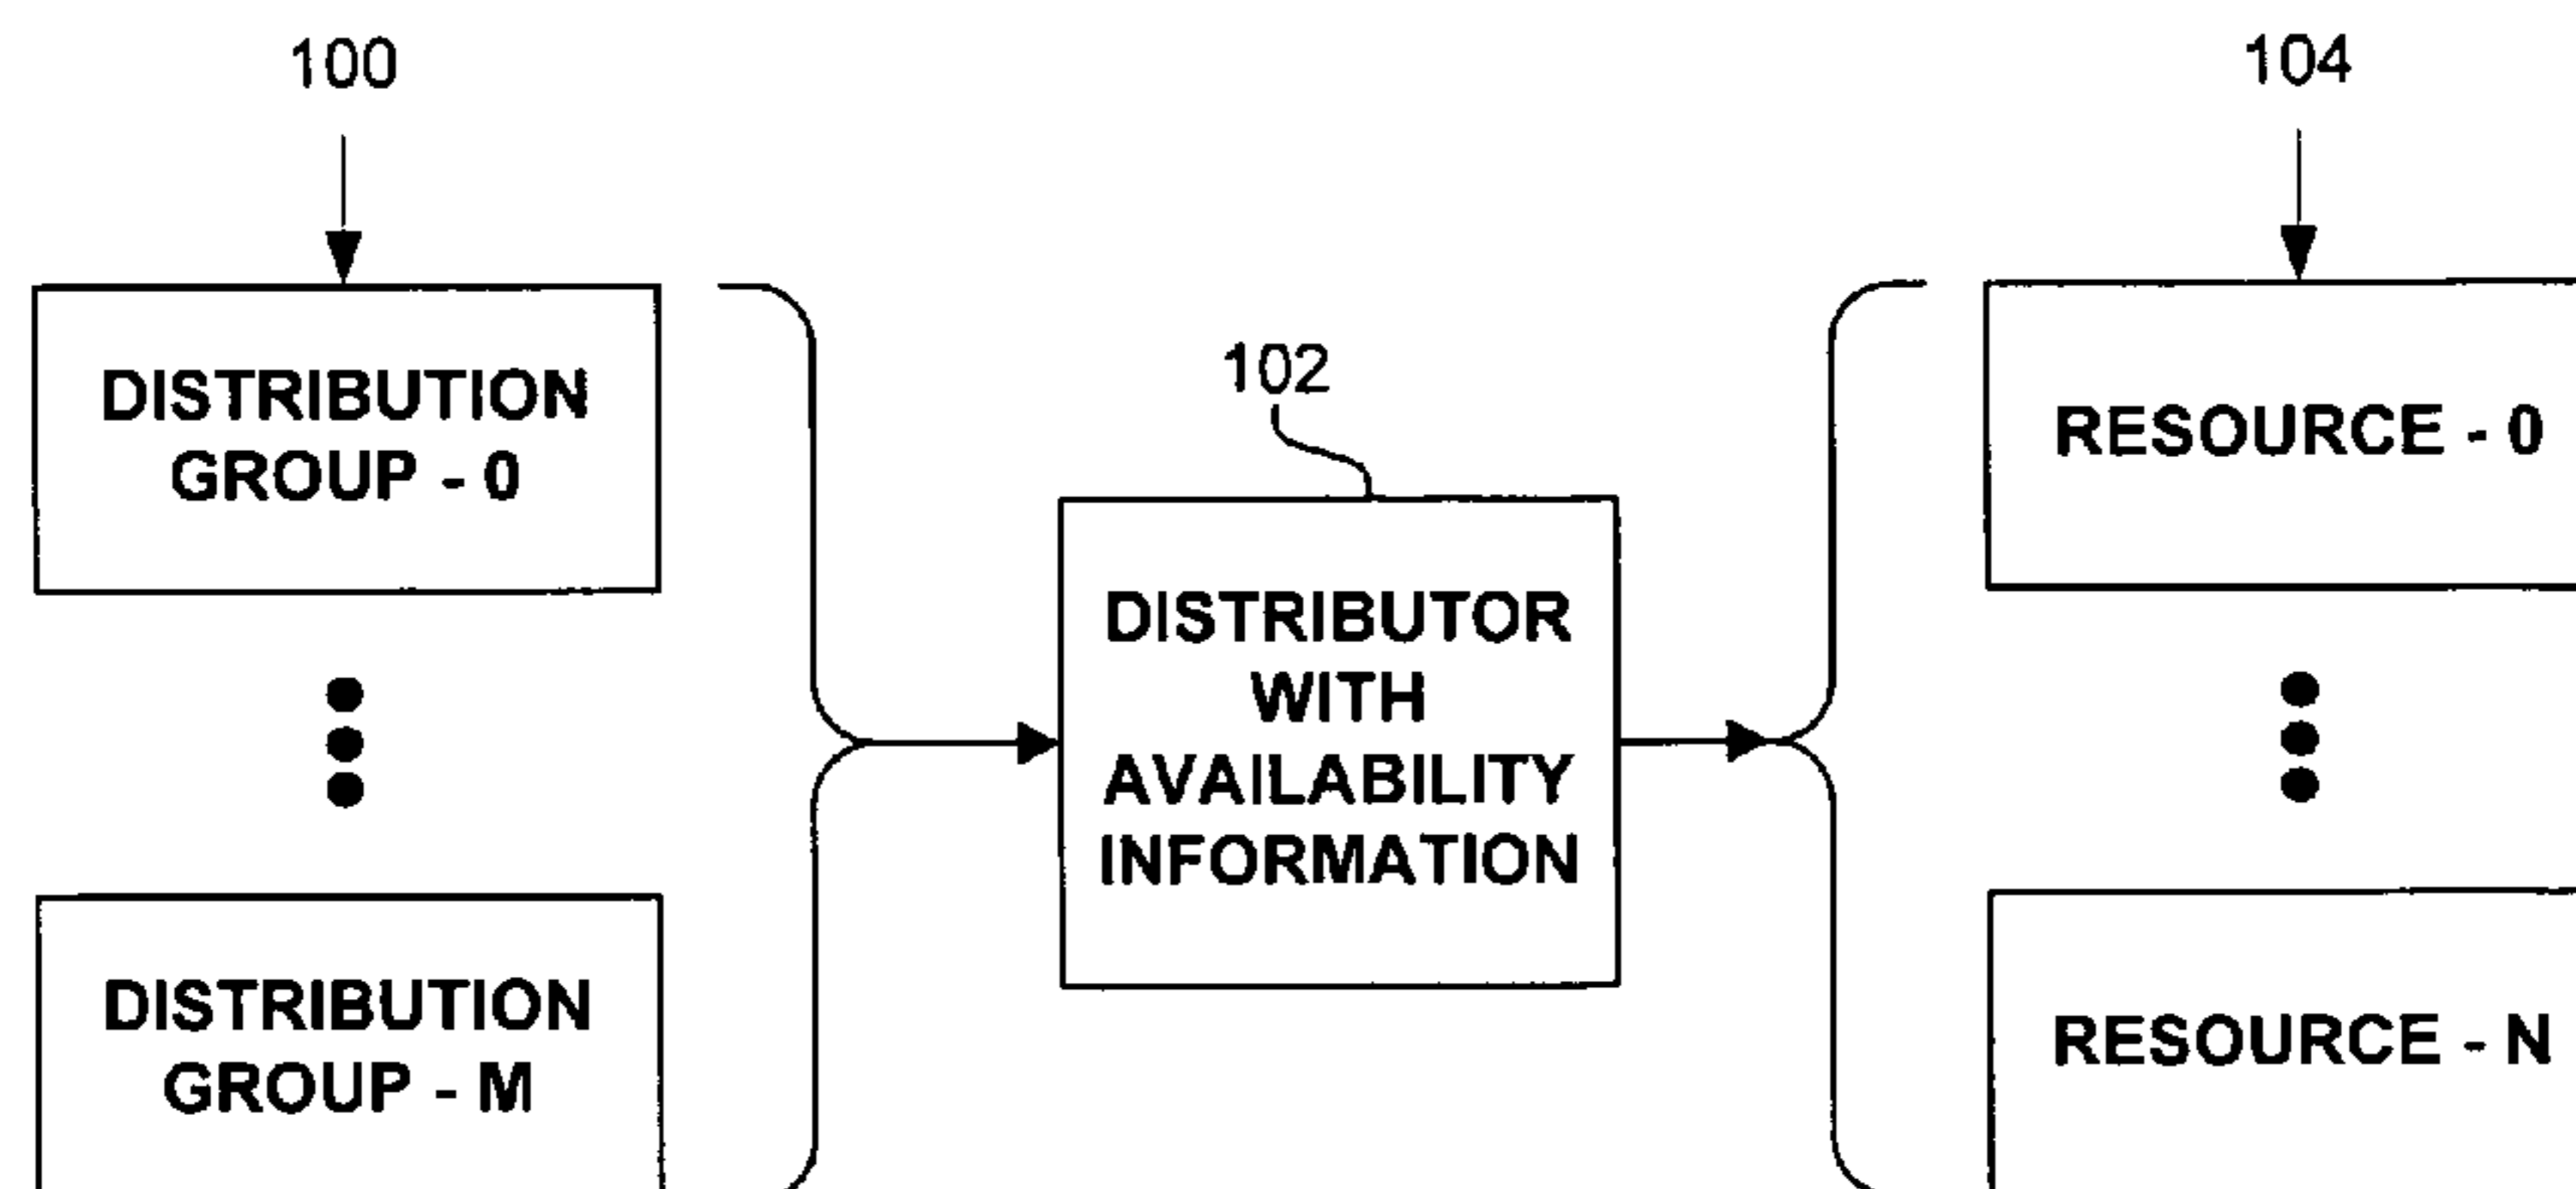 100
DISTRIBUTION
GROUP - 0
DISTRIBUTION
GROUP - M
102
DISTRIBUTOR
WITH
AVAILABILITY
INFORMATION
104
RESOURCE - 0
RESOURCE - N